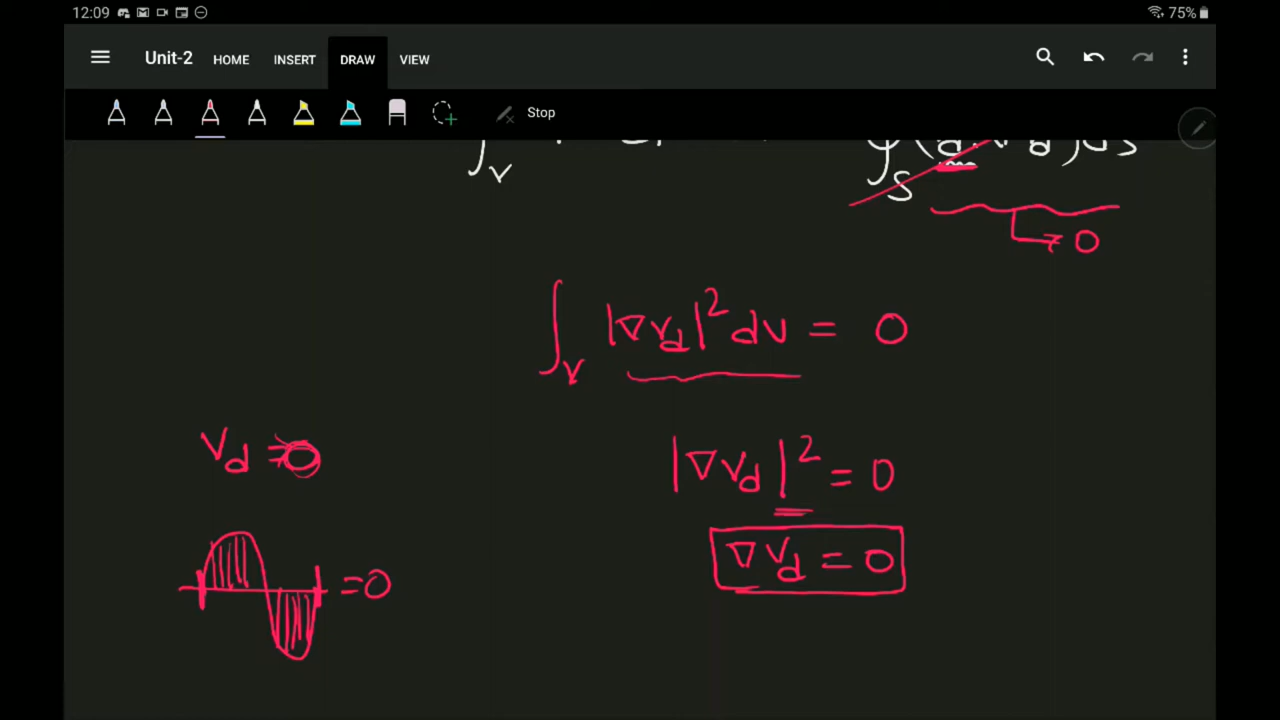 12:09 75%
Unit-2 HOME INSERT DRAW VIEW
Stop
∫V S
→ 0
∫V |∇Vd|² dv = 0
Vd = 0
|∇Vd|² = 0
∇Vd = 0
= 0